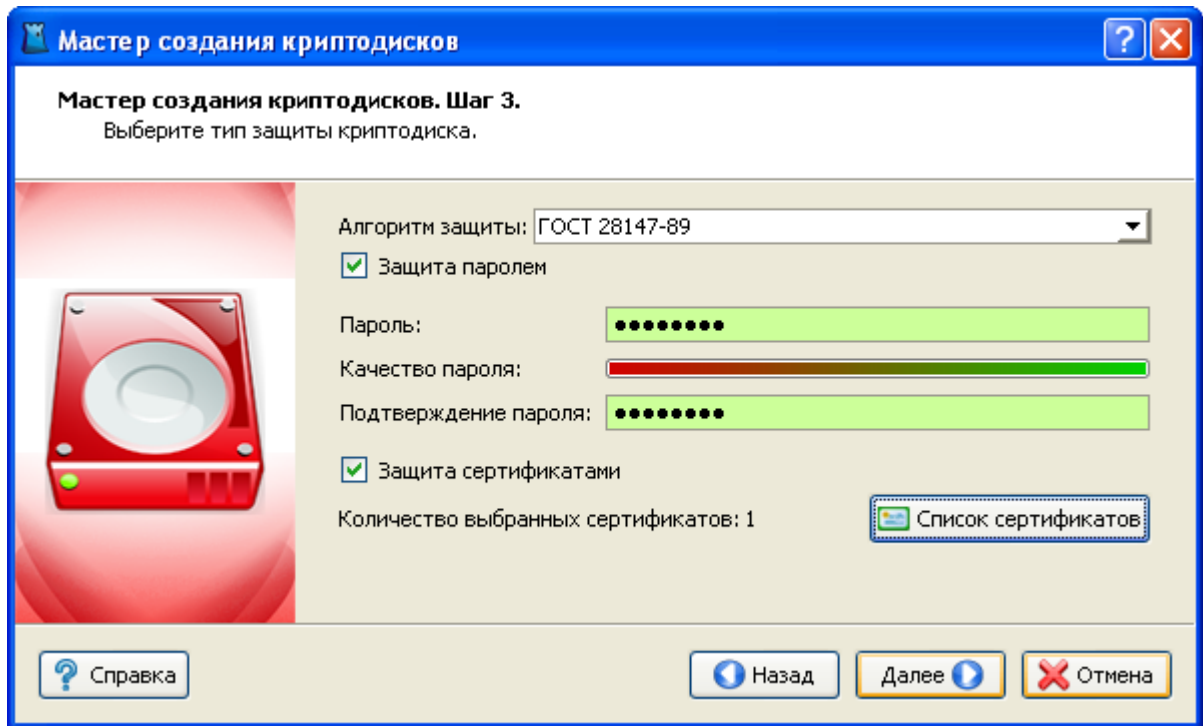 Мастер создания криптодисков
Мастер создания криптодисков. Шаг 3.
Выберите тип защиты криптодиска.
Алгоритм защиты: ГОСТ 28147-89
Защита паролем
Пароль: ••••••••
Качество пароля:
Подтверждение пароля: ••••••••
Защита сертификатами
Количество выбранных сертификатов: 1 Список сертификатов
Справка Назад Далее Отмена